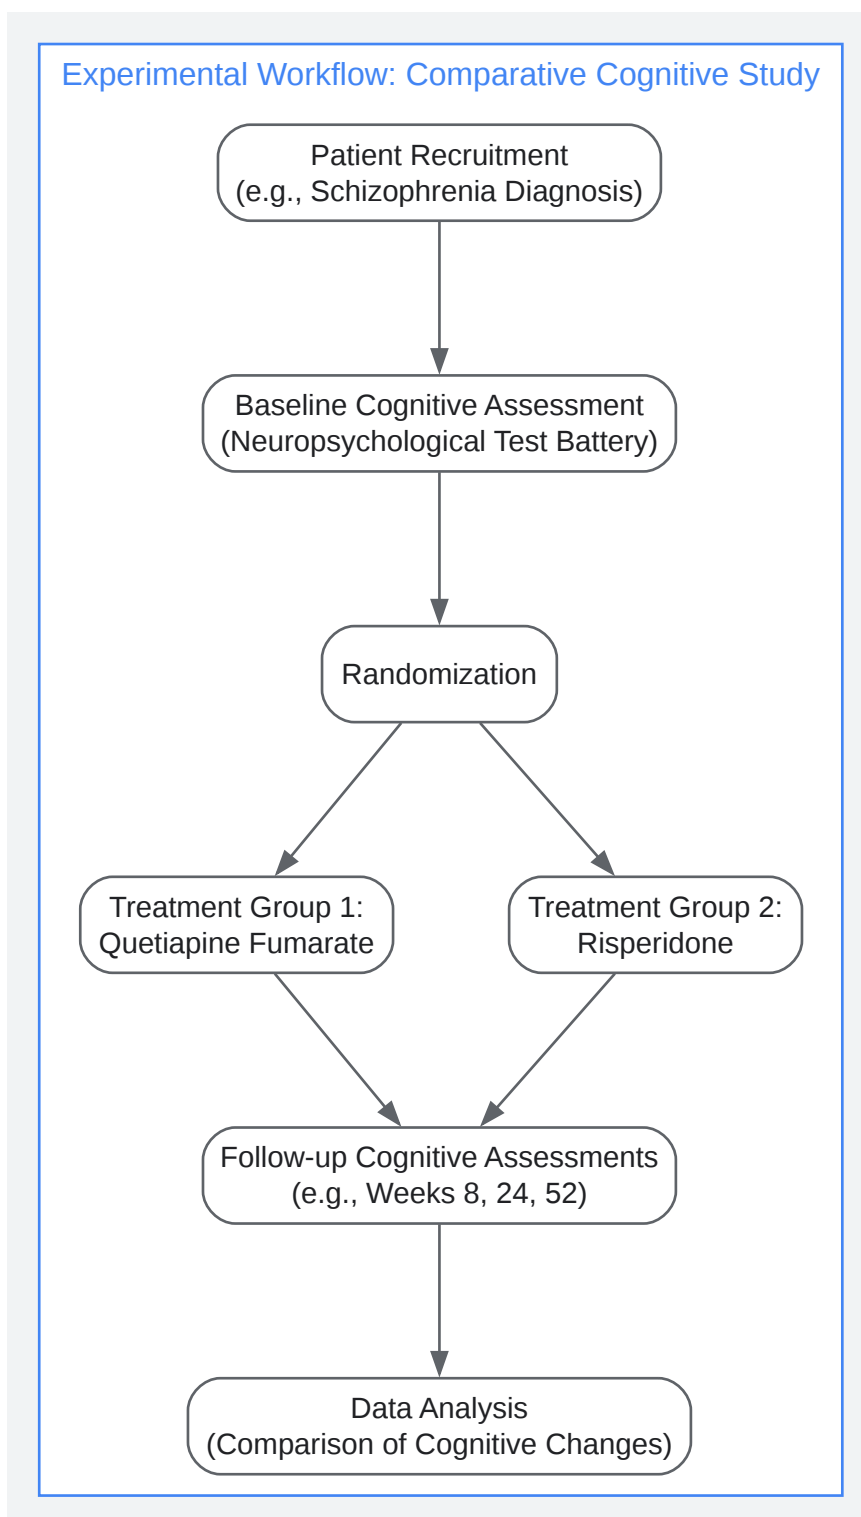 Experimental Workflow: Comparative Cognitive Study
Patient Recruitment
(e.g., Schizophrenia Diagnosis)
Baseline Cognitive Assessment
(Neuropsychological Test Battery)
Randomization
Treatment Group 1:
Quetiapine Fumarate
Treatment Group 2:
Risperidone
Follow-up Cognitive Assessments
(e.g., Weeks 8, 24, 52)
Data Analysis
(Comparison of Cognitive Changes)